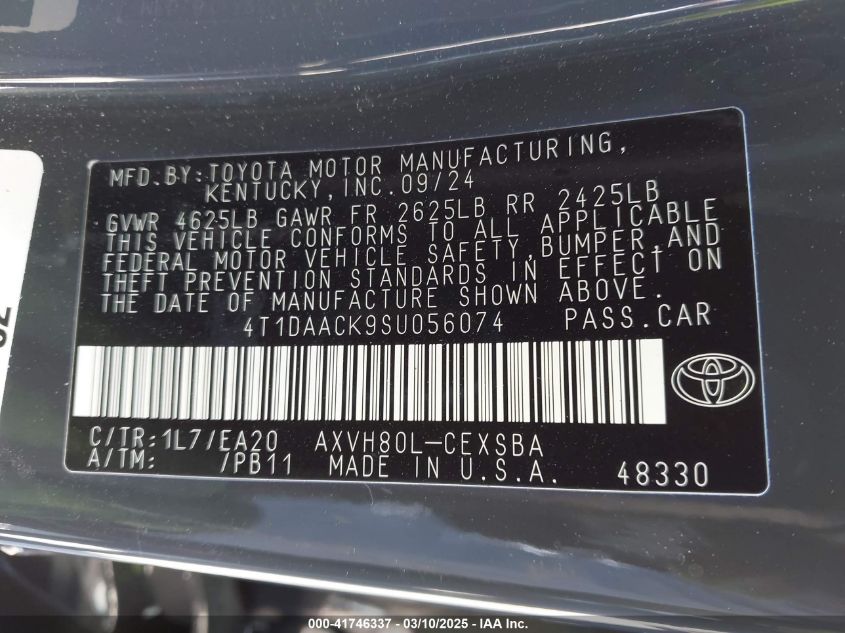 MFD.BY:TOYOTA MOTOR MANUFACTURING,
KENTUCKY,INC.09/24
GVWR 4625LB GAWR FR 2625LB RR 2425LB
THIS VEHICLE CONFORMS TO ALL APPLICABLE
FEDERAL MOTOR VEHICLE SAFETY,BUMPER,AND
THEFT PREVENTION STANDARDS IN EFFECT ON
THE DATE OF MANUFACTURE SHOWN ABOVE.
4T1DAACK9SU056074 PASS.CAR
C/TR:1L7/EA20 AXVH80L-CEXSBA
A/TM: /PB11 MADE IN U.S.A. 48330
000-41746337 — 03/10/2025 — IAAI.COM